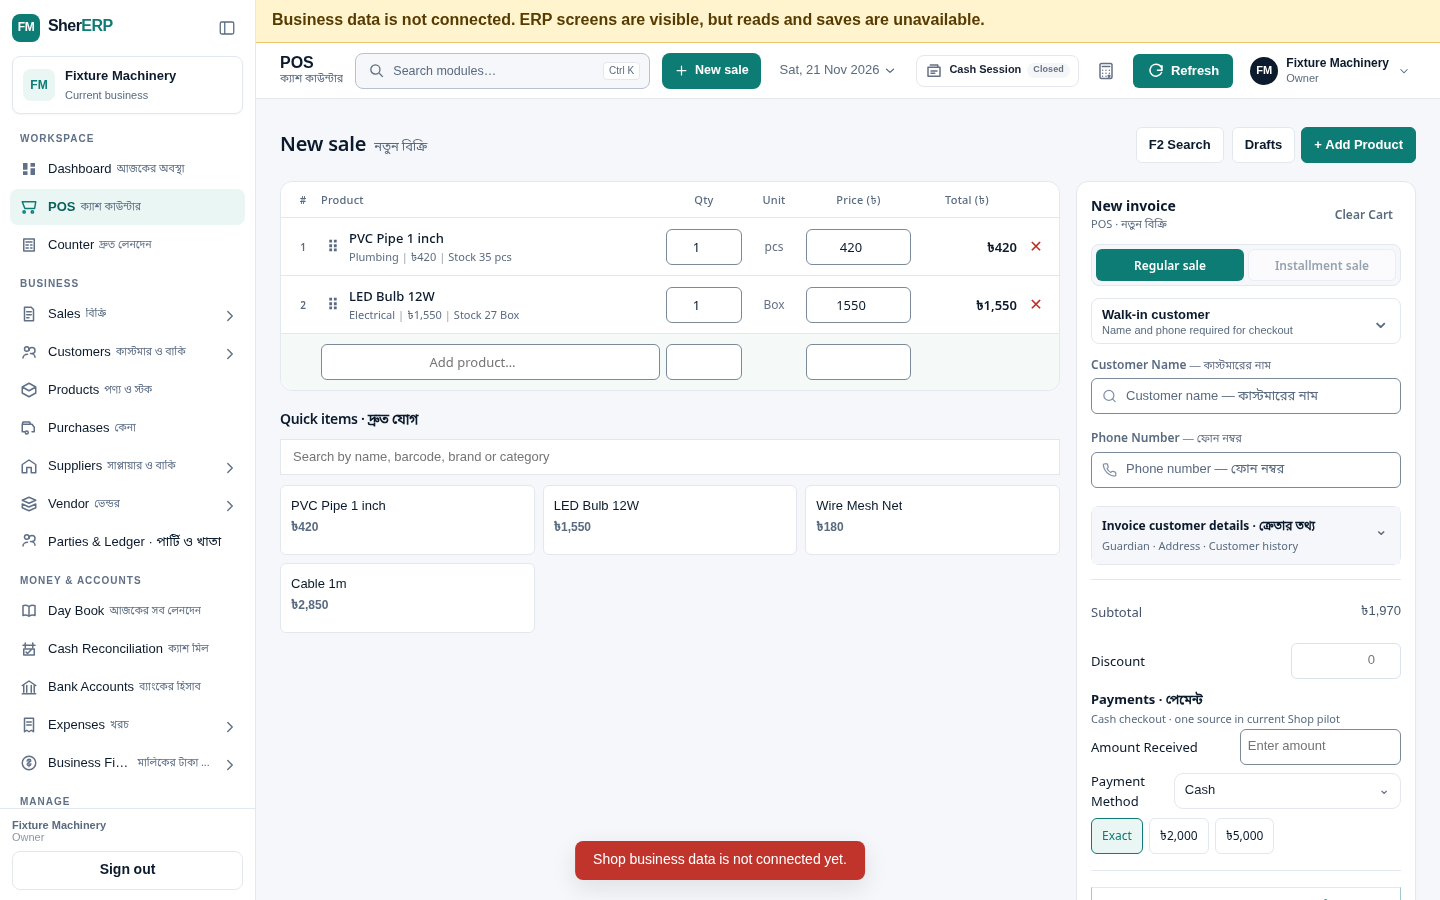 FM SherERP
FM
Fixture Machinery
Current business
WORKSPACE
Dashboard আজকের অবস্থা
POS ক্যাশ কাউন্টার
Counter দ্রুত লেনদেন
BUSINESS
Sales বিক্রি
Customers কাস্টমার ও বাকি
Products পণ্য ও স্টক
Purchases কেনা
Suppliers সাপ্লায়ার ও বাকি
Vendor ভেন্ডর
Parties & Ledger · পার্টি ও খাতা
MONEY & ACCOUNTS
Day Book আজকের সব লেনদেন
Cash Reconciliation ক্যাশ মিল
Bank Accounts ব্যাংকের হিসাব
Expenses খরচ
Business Fi... মালিকের টাকা ...
MANAGE
Fixture Machinery
Owner
Sign out
Business data is not connected. ERP screens are visible, but reads and saves are unavailable.
POS
ক্যাশ কাউন্টার
Search modules…
Ctrl K
New sale
Sat, 21 Nov 2026
Cash Session Closed
Refresh
FM
Fixture Machinery
Owner
New sale নতুন বিক্রি
F2 Search
Drafts
+ Add Product
# Product Qty Unit Price (৳) Total (৳)
1 PVC Pipe 1 inch 1 pcs 420 ৳420 ✕
Plumbing | ৳420 | Stock 35 pcs
2 LED Bulb 12W 1 Box 1550 ৳1,550 ✕
Electrical | ৳1,550 | Stock 27 Box
Add product...
Quick items · দ্রুত যোগ
Search by name, barcode, brand or category
PVC Pipe 1 inch
৳420
LED Bulb 12W
৳1,550
Wire Mesh Net
৳180
Cable 1m
৳2,850
New invoice
POS · নতুন বিক্রি
Clear Cart
Regular sale
Installment sale
Walk-in customer
Name and phone required for checkout
Customer Name — কাস্টমারের নাম
Customer name — কাস্টমারের নাম
Phone Number — ফোন নম্বর
Phone number — ফোন নম্বর
Invoice customer details · ক্রেতার তথ্য
Guardian · Address · Customer history
Subtotal ৳1,970
Discount 0
Payments · পেমেন্ট
Cash checkout · one source in current Shop pilot
Amount Received Enter amount
Payment Method Cash
Exact ৳2,000 ৳5,000
Shop business data is not connected yet.